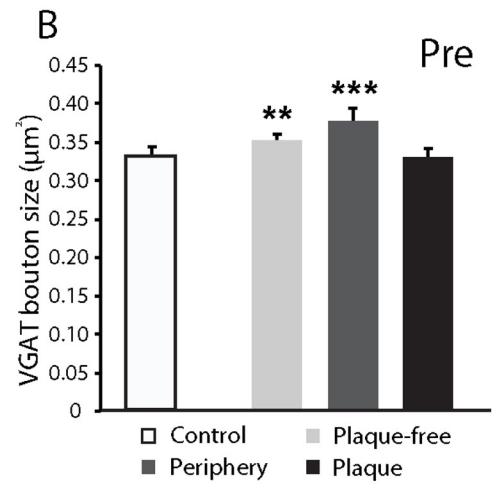 B
Pre
VGAT bouton size (μm²)
0.45
0.40
0.35
0.30
0.25
0.20
0.15
0.10
0.05
0
**
***
Control
Plaque-free
Periphery
Plaque